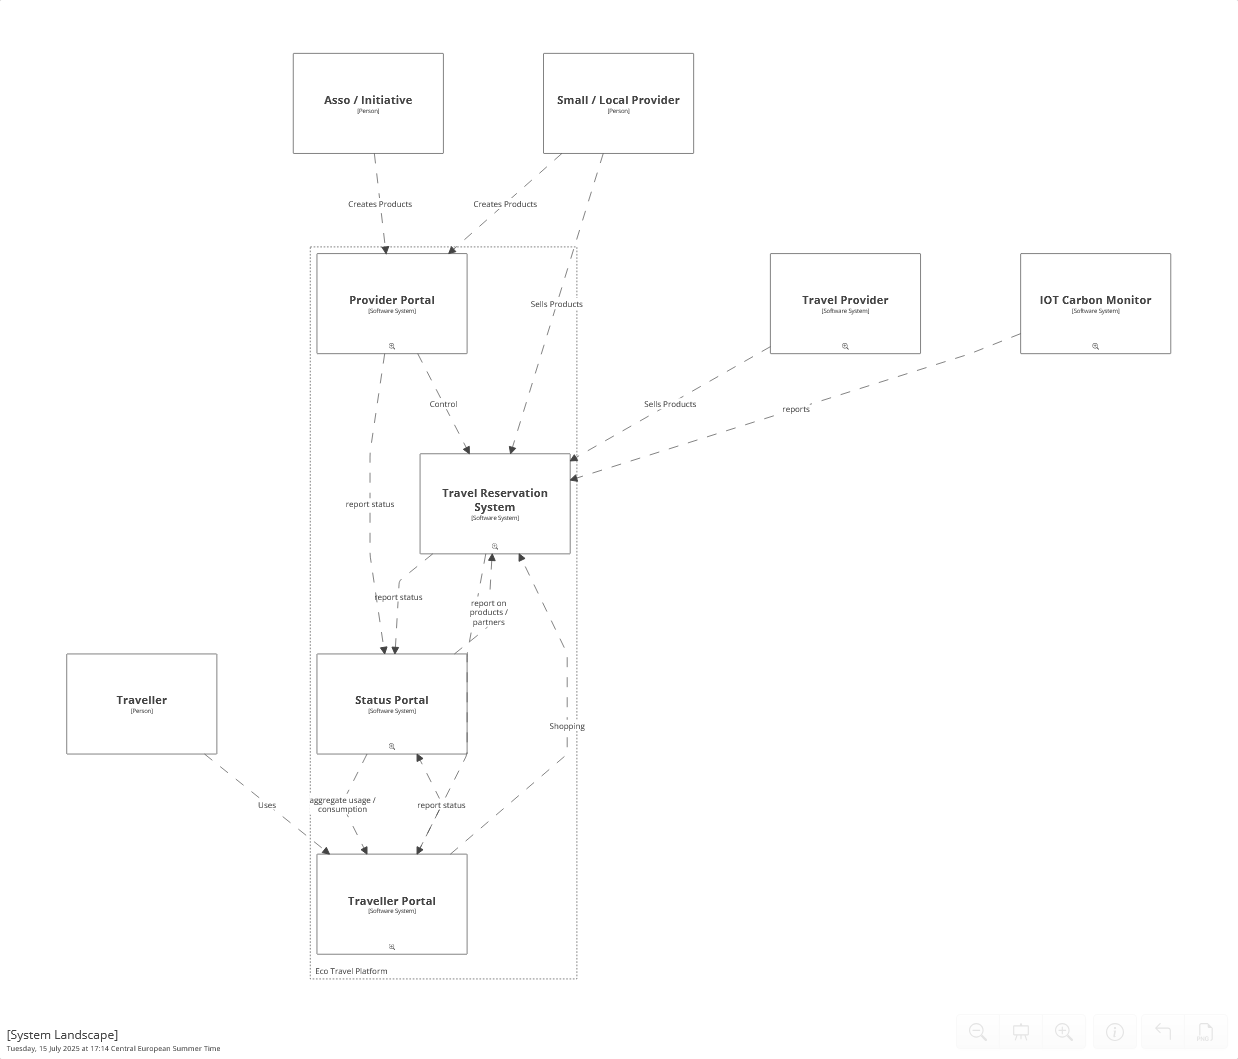 Asso / Initiative
[Person]
Small / Local Provider
[Person]
Creates Products
Creates Products
Provider Portal
[Software System]
Sells Products
Travel Provider
[Software System]
IOT Carbon Monitor
[Software System]
Control
Sells Products
reports
Travel Reservation
System
[Software System]
report status
report status
report on
products /
partners
Traveller
[Person]
Status Portal
[Software System]
Shopping
Uses
aggregate usage /
consumption
report status
Traveller Portal
[Software System]
Eco Travel Platform
[System Landscape]
Tuesday, 15 July 2025 at 17:14 Central European Summer Time
PNG